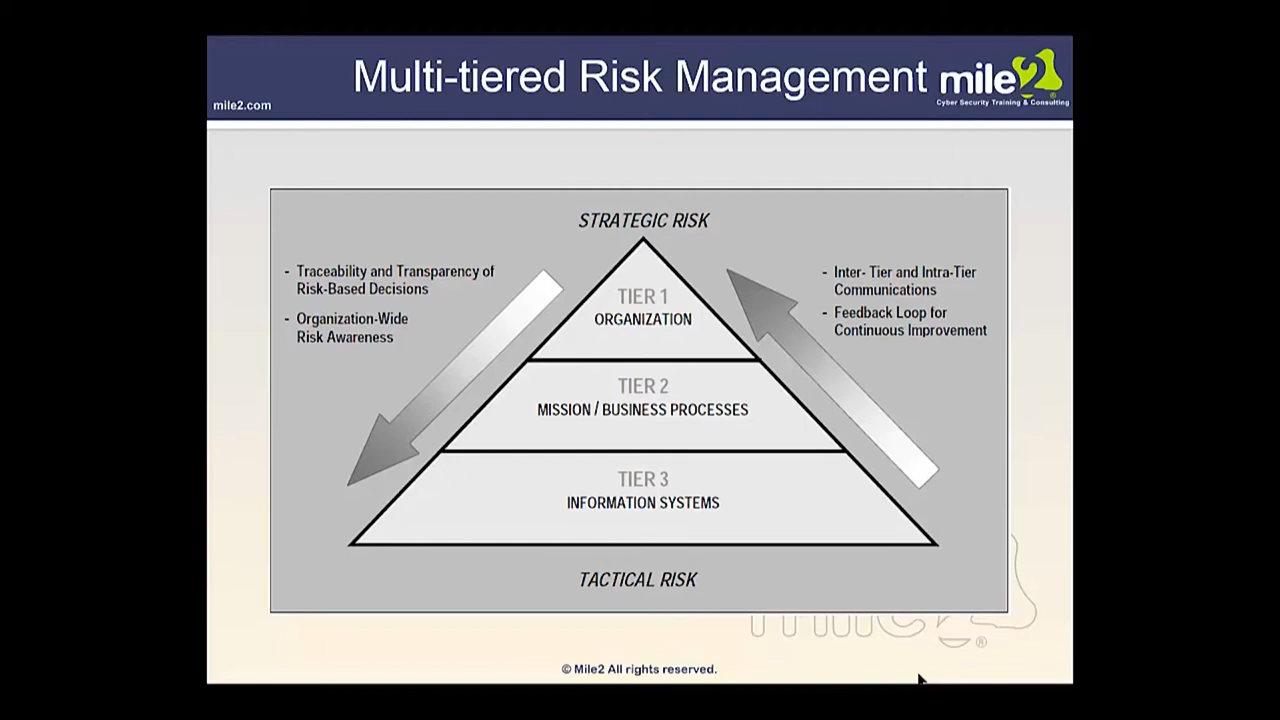 Multi-tiered Risk Management
mile2
®
Cyber Security Training & Consulting
mile2.com
STRATEGIC RISK
- Traceability and Transparency of
Risk-Based Decisions
- Organization-Wide
Risk Awareness
- Inter- Tier and Intra-Tier
Communications
- Feedback Loop for
Continuous Improvement
TIER 1
ORGANIZATION
TIER 2
MISSION / BUSINESS PROCESSES
TIER 3
INFORMATION SYSTEMS
TACTICAL RISK
mile2
®
© Mile2 All rights reserved.